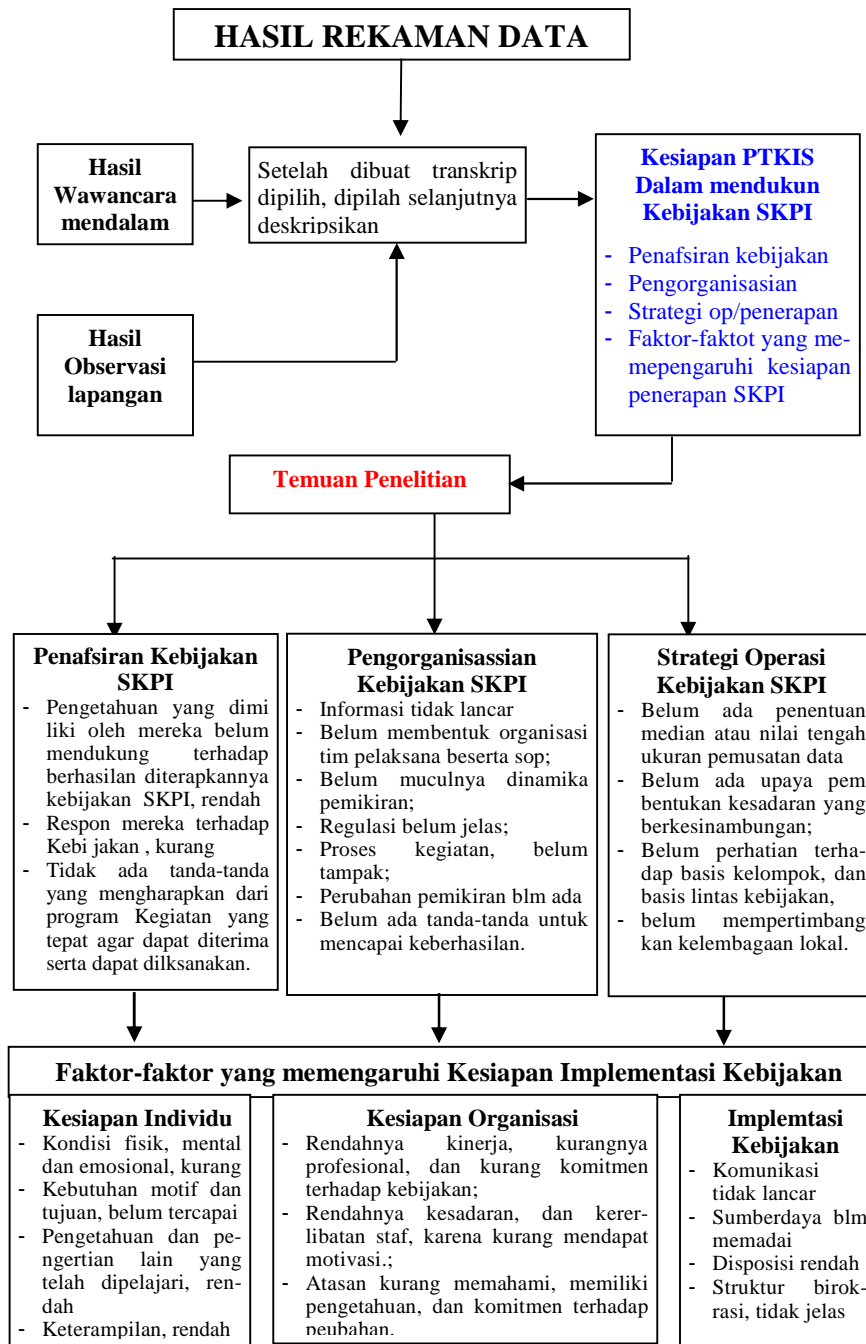 HASIL REKAMAN DATA
Hasil
Wawancara
mendalam
Setelah dibuat transkrip
dipilih, dipilah selanjutnya
deskripsikan
Kesiapan PTKIS
Dalam mendukun
Kebijakan SKPI
- Penafsiran kebijakan
- Pengorganisasian
- Strategi op/penerapan
- Faktor-faktot yang me-
mepengaruhi kesiapan
penerapan SKPI
Hasil
Observasi
lapangan
Temuan Penelitian
Penafsiran Kebijakan
SKPI
- Pengetahuan yang dimi
liki oleh mereka belum
mendukung terhadap
berhasilan diterapkannya
kebijakan SKPI, rendah
- Respon mereka terhadap
Kebi jakan , kurang
- Tidak ada tanda-tanda
yang mengharapkan dari
program Kegiatan yang
tepat agar dapat diterima
serta dapat dilksanakan.
Pengorganisassian
Kebijakan SKPI
- Informasi tidak lancar
- Belum membentuk organisasi
tim pelaksana beserta sop;
- Belum muculnya dinamika
pemikiran;
- Regulasi belum jelas;
- Proses kegiatan, belum
tampak;
- Perubahan pemikiran blm ada
- Belum ada tanda-tanda untuk
mencapai keberhasilan.
Strategi Operasi
Kebijakan SKPI
- Belum ada penentuan
median atau nilai tengah
ukuran pemusatan data
- Belum ada upaya pem
bentukan kesadaran yang
berkesinambungan;
- Belum perhatian terha-
dap basis kelompok, dan
basis lintas kebijakan,
- belum mempertimbang
kan kelembagaan lokal.
Faktor-faktor yang memengaruhi Kesiapan Implementasi Kebijakan
Kesiapan Individu
- Kondisi fisik, mental
dan emosional, kurang
- Kebutuhan motif dan
tujuan, belum tercapai
- Pengetahuan dan pe-
ngertian lain yang
telah dipelajari, ren-
dah
- Keterampilan, rendah
Kesiapan Organisasi
- Rendahnya kinerja, kurangnya
profesional, dan kurang komitmen
terhadap kebijakan;
- Rendahnya kesadaran, dan kerer-
libatan staf, karena kurang mendapat
motivasi.;
- Atasan kurang memahami, memiliki
pengetahuan, dan komitmen terhadap
peubahan.
Implemtasi
Kebijakan
- Komunikasi
tidak lancar
- Sumberdaya blm
memadai
- Disposisi rendah
- Struktur birok-
rasi, tidak jelas